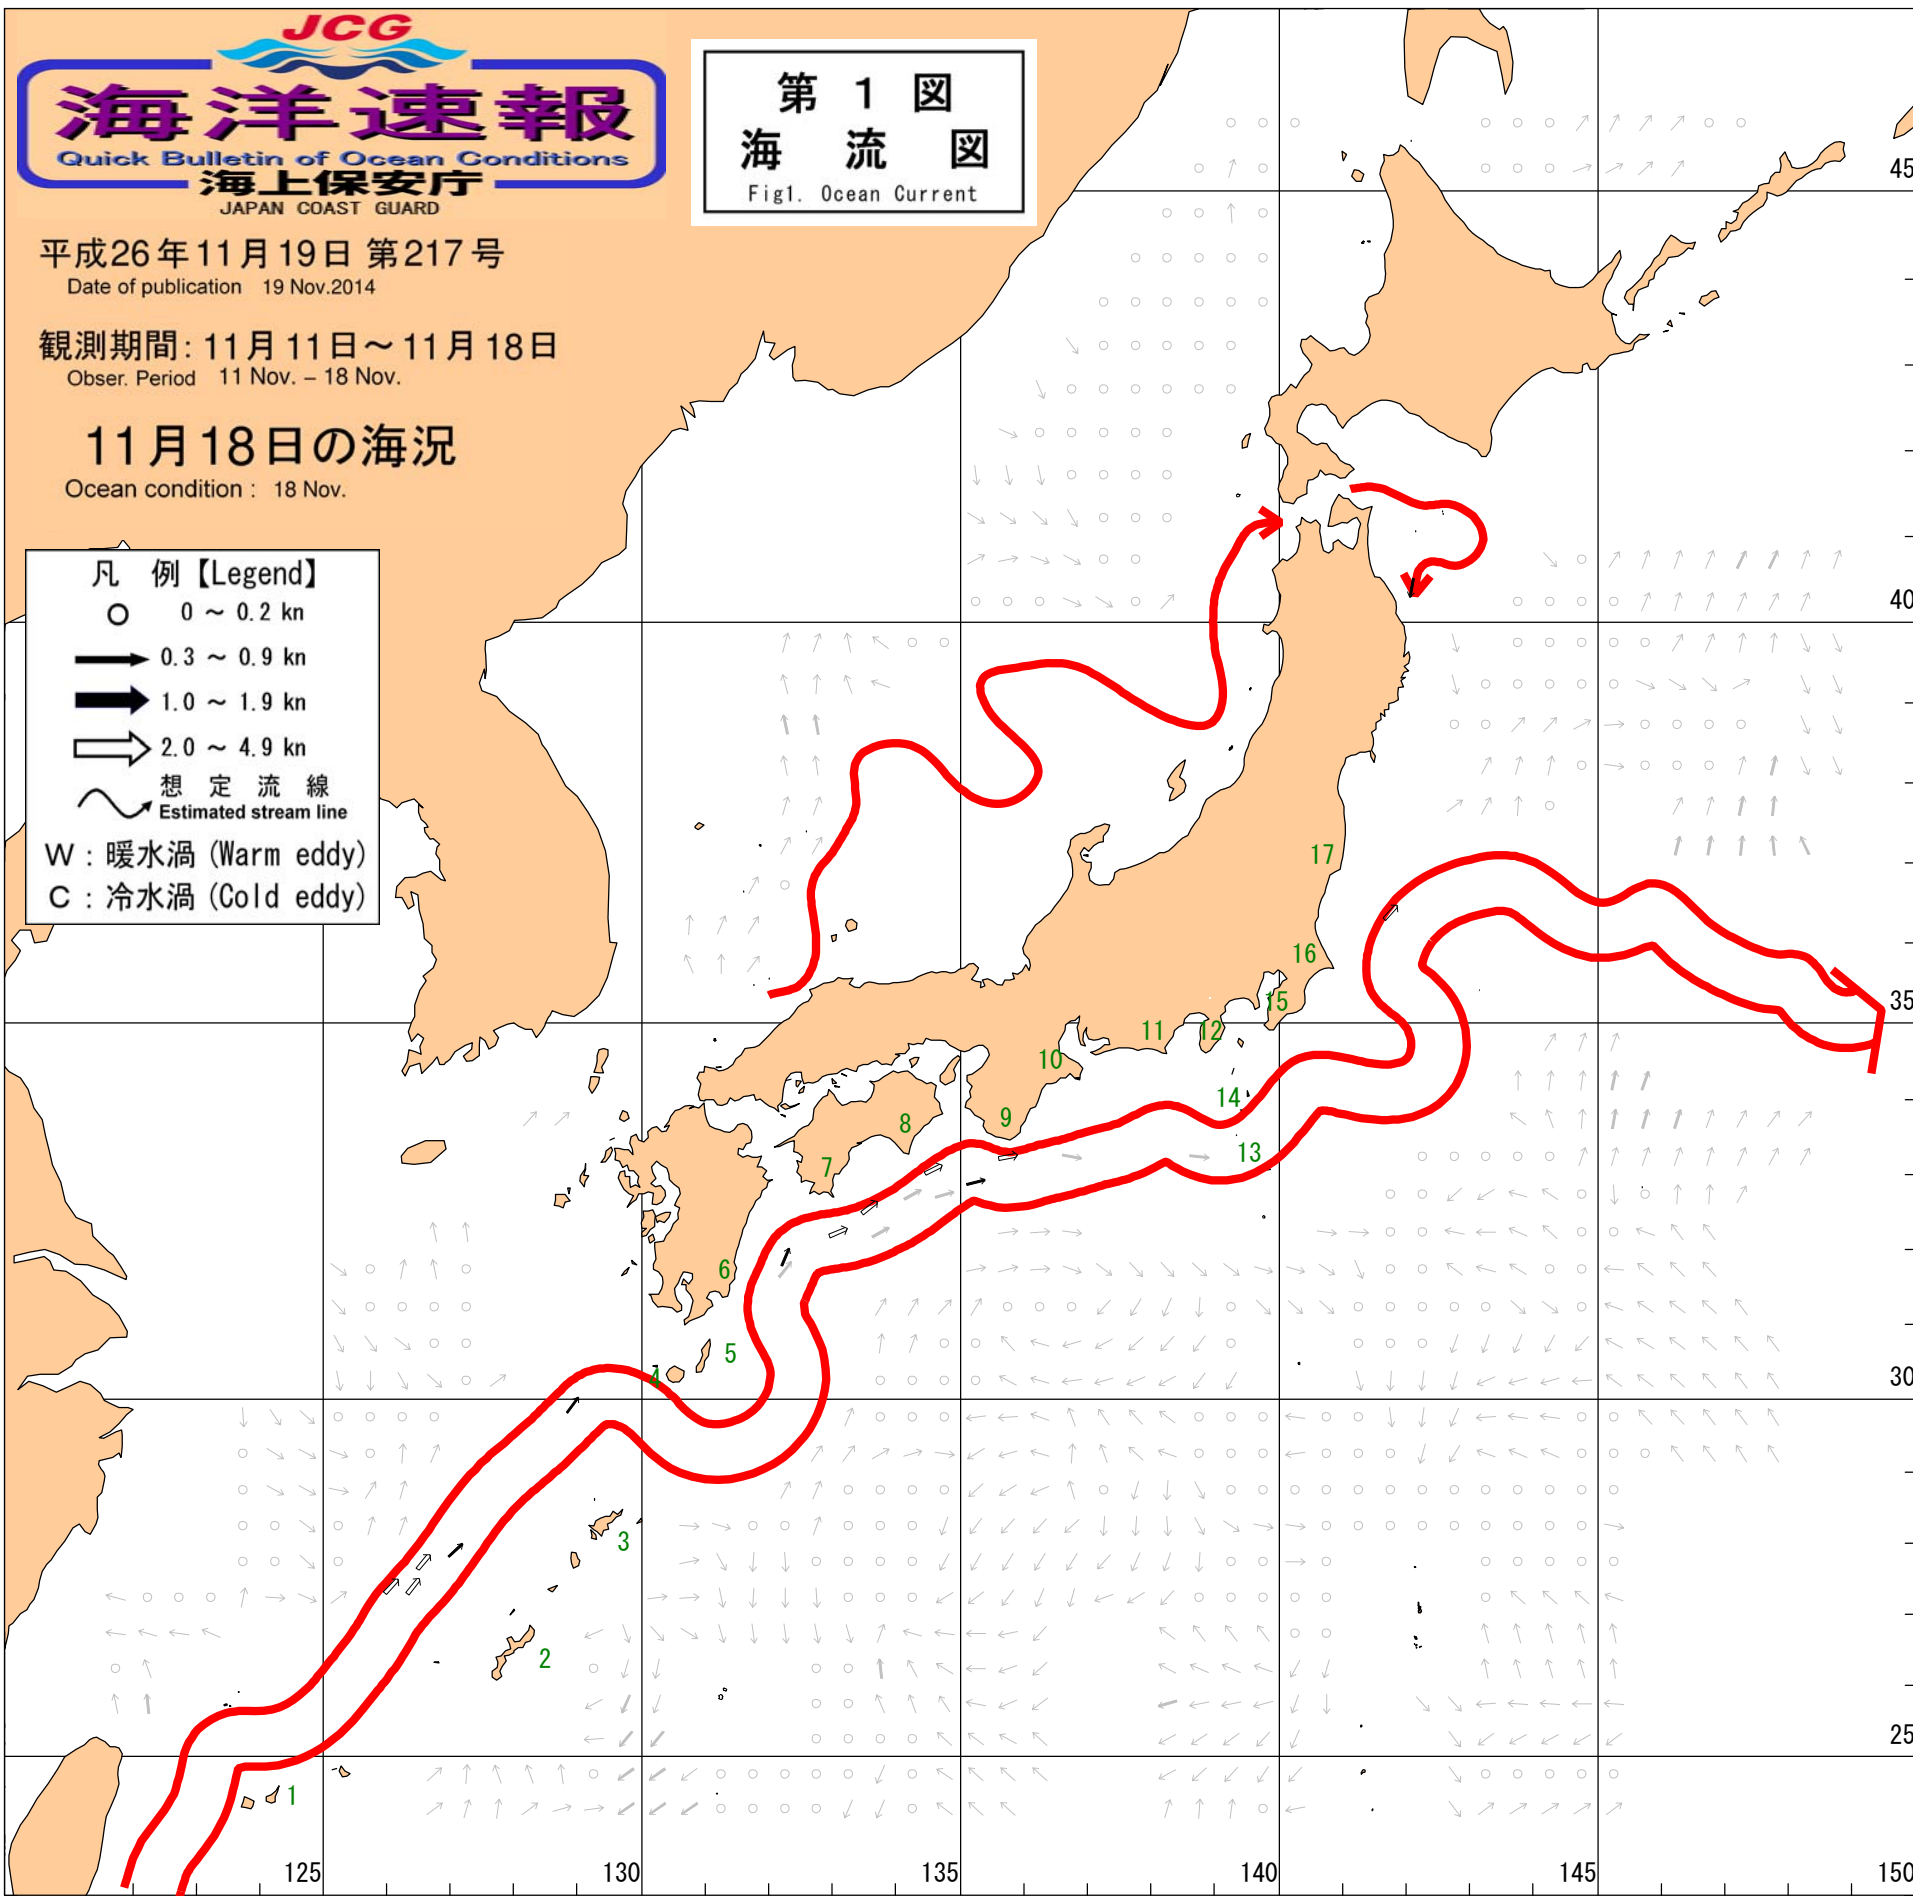 JCG
海洋速報
Quick Bulletin of Ocean Conditions
海上保安庁
JAPAN COAST GUARD
平成26年11月19日 第217号
Date of publication 19 Nov.2014
観測期間: 11月11日～11月18日
Obser. Period 11 Nov. – 18 Nov.
11月18日の海況
Ocean condition : 18 Nov.
第 1 図
海 流 図
Fig1. Ocean Current
凡 例【Legend】
0 ～ 0.2 kn
0.3 ～ 0.9 kn
1.0 ～ 1.9 kn
2.0 ～ 4.9 kn
想 定 流 線
Estimated stream line
W : 暖水渦 (Warm eddy)
C : 冷水渦 (Cold eddy)
45
40
17
16
35
15
12
11
10
14
9
8
13
7
6
5
4
30
3
2
25
1
125
130
135
140
145
150